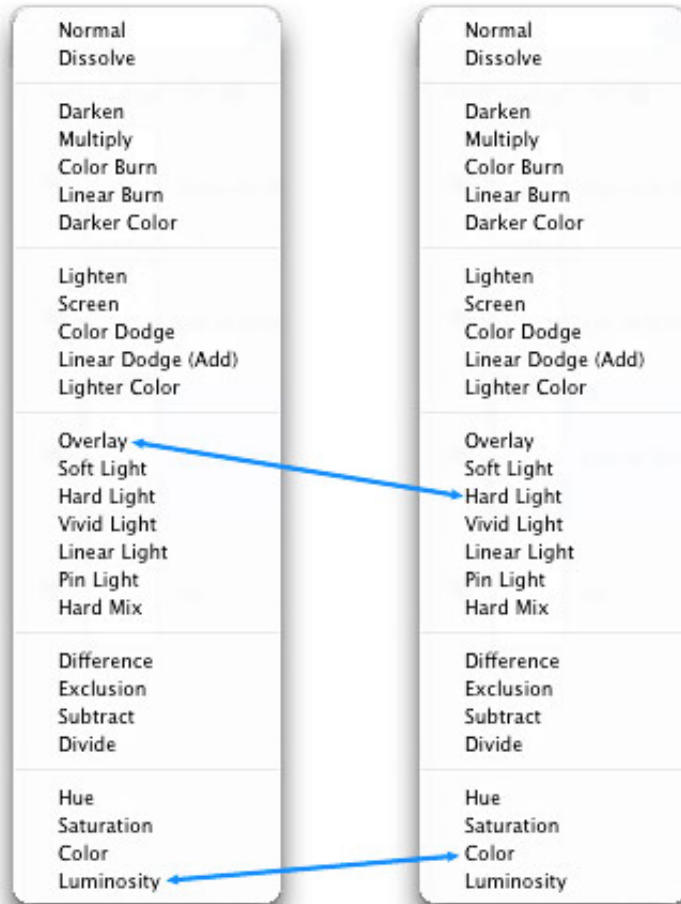 Normal
Dissolve
Darken
Multiply
Color Burn
Linear Burn
Darker Color
Lighten
Screen
Color Dodge
Linear Dodge (Add)
Lighter Color
Overlay
Soft Light
Hard Light
Vivid Light
Linear Light
Pin Light
Hard Mix
Difference
Exclusion
Subtract
Divide
Hue
Saturation
Color
Luminosity
Normal
Dissolve
Darken
Multiply
Color Burn
Linear Burn
Darker Color
Lighten
Screen
Color Dodge
Linear Dodge (Add)
Lighter Color
Overlay
Soft Light
Hard Light
Vivid Light
Linear Light
Pin Light
Hard Mix
Difference
Exclusion
Subtract
Divide
Hue
Saturation
Color
Luminosity